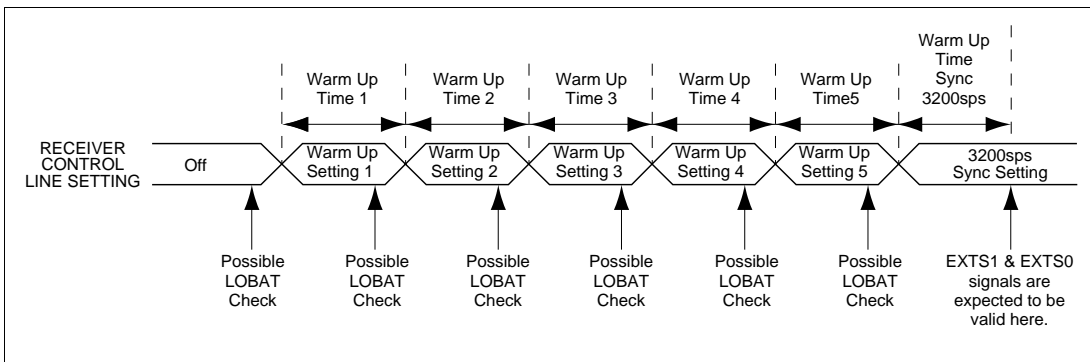 Warm Up
Time
Sync
3200sps
Warm Up
Time 1
Warm Up
Time 2
Warm Up
Time 3
Warm Up
Time 4
Warm Up
Time5
RECEIVER
CONTROL
LINE SETTING
Off
Warm Up
Setting 1
Warm Up
Setting 2
Warm Up
Setting 3
Warm Up
Setting 4
Warm Up
Setting 5
3200sps
Sync Setting
Possible
LOBAT
Check
Possible
LOBAT
Check
Possible
LOBAT
Check
Possible
LOBAT
Check
Possible
LOBAT
Check
Possible
LOBAT
Check
EXTS1 & EXTS0
signals are
expected to be
valid here.